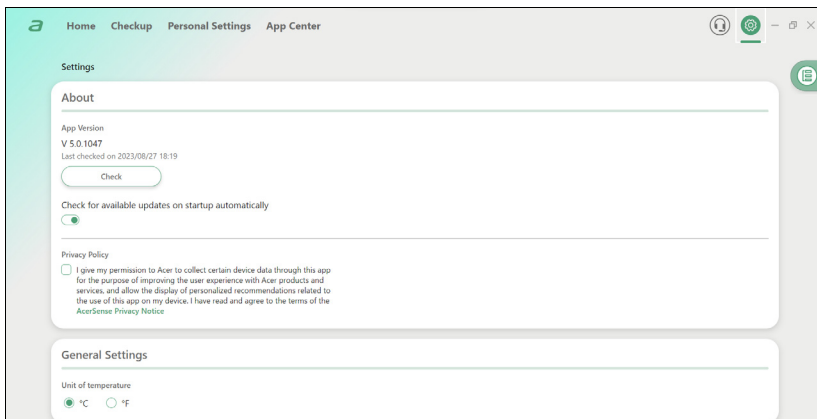 a Home Checkup Personal Settings App Center
Settings
About
App Version
V 5.0.1047
Last checked on 2023/08/27 18:19
Check
Check for available updates on startup automatically
Privacy Policy
I give my permission to Acer to collect certain device data through this app
for the purpose of improving the user experience with Acer products and
services, and allow the display of personalized recommendations related to
the use of this app on my device. I have read and agree to the terms of the
AcerSense Privacy Notice
General Settings
Unit of temperature
°C °F